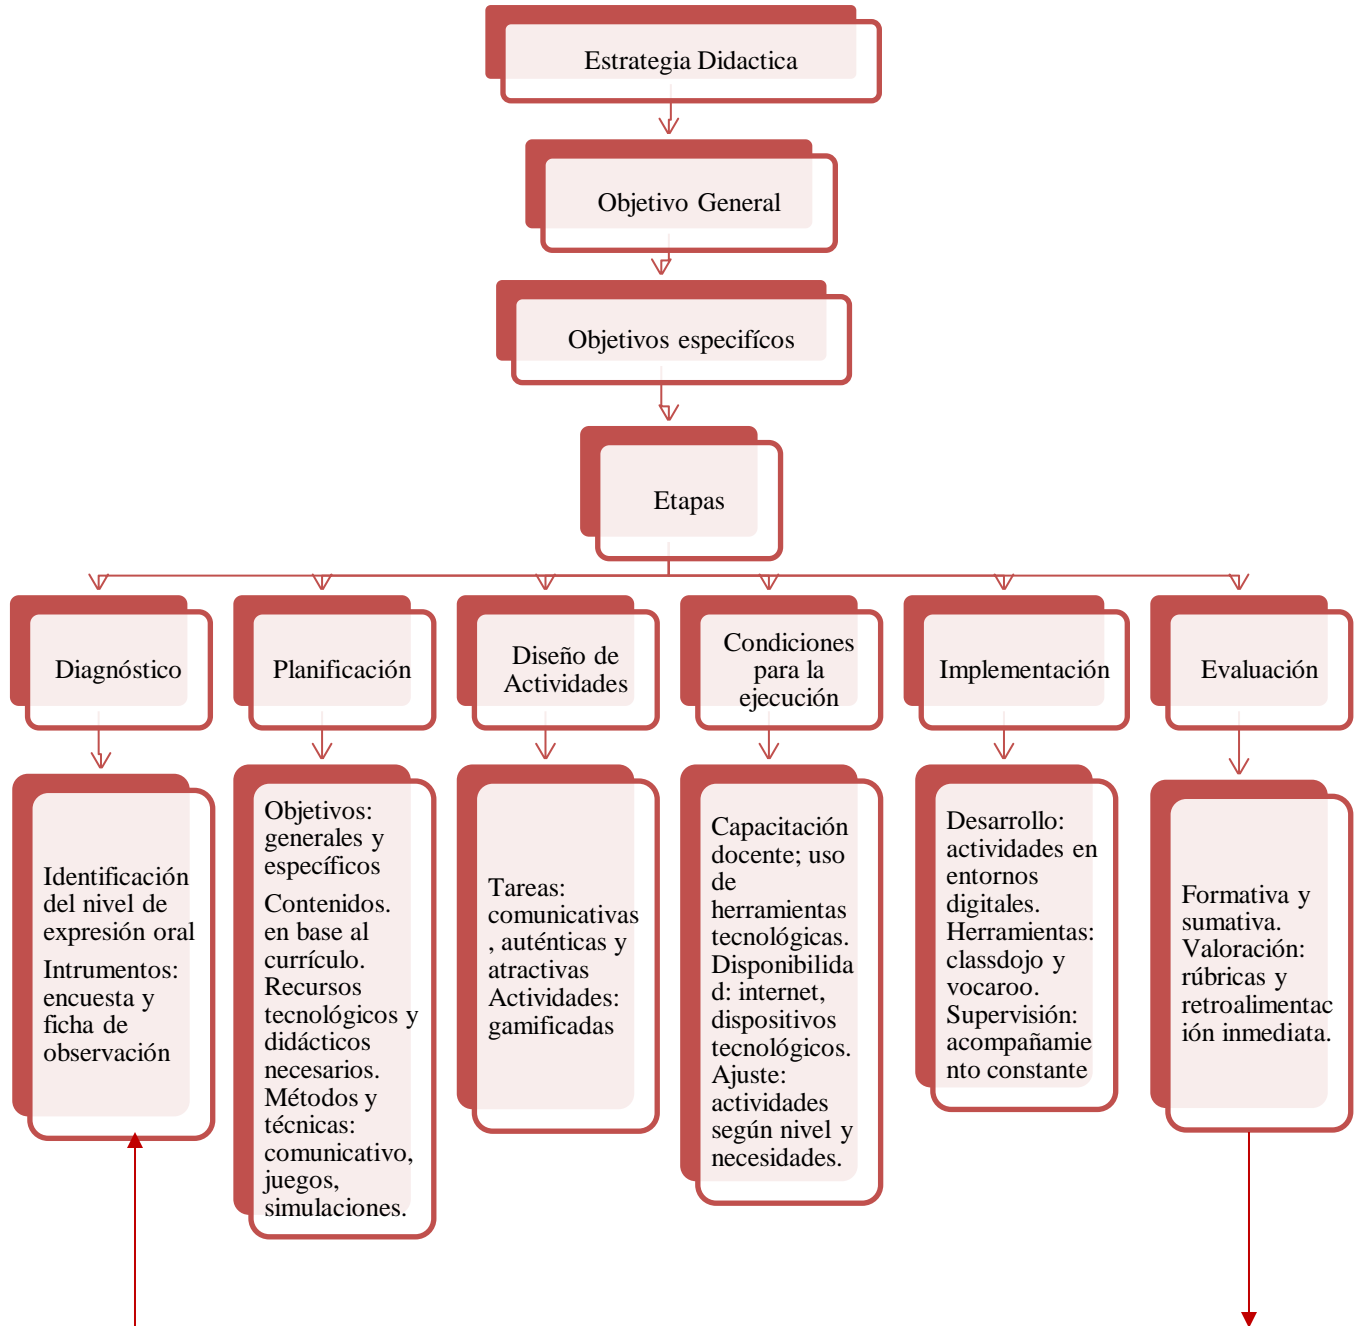 Estrategia Didactica
Objetivo General
Objetivos especifícos
Etapas
Diagnóstico
Planificación
Diseño de
Actividades
Condiciones
para la
ejecución
Implementación
Evaluación
Identificación
del nivel de
expresión oral
Intrumentos:
encuesta y
ficha de
observación
Objetivos:
generales y
específicos
Contenidos.
en base al
currículo.
Recursos
tecnológicos y
didácticos
necesarios.
Métodos y
técnicas:
comunicativo,
juegos,
simulaciones.
Tareas:
comunicativas
, auténticas y
atractivas
Actividades:
gamificadas
Capacitación
docente; uso
de
herramientas
tecnológicas.
Disponibilida
d: internet,
dispositivos
tecnológicos.
Ajuste:
actividades
según nivel y
necesidades.
Desarrollo:
actividades en
entornos
digitales.
Herramientas:
classdojo y
vocaroo.
Supervisión:
acompañamie
nto constante
Formativa y
sumativa.
Valoración:
rúbricas y
retroalimentac
ión inmediata.